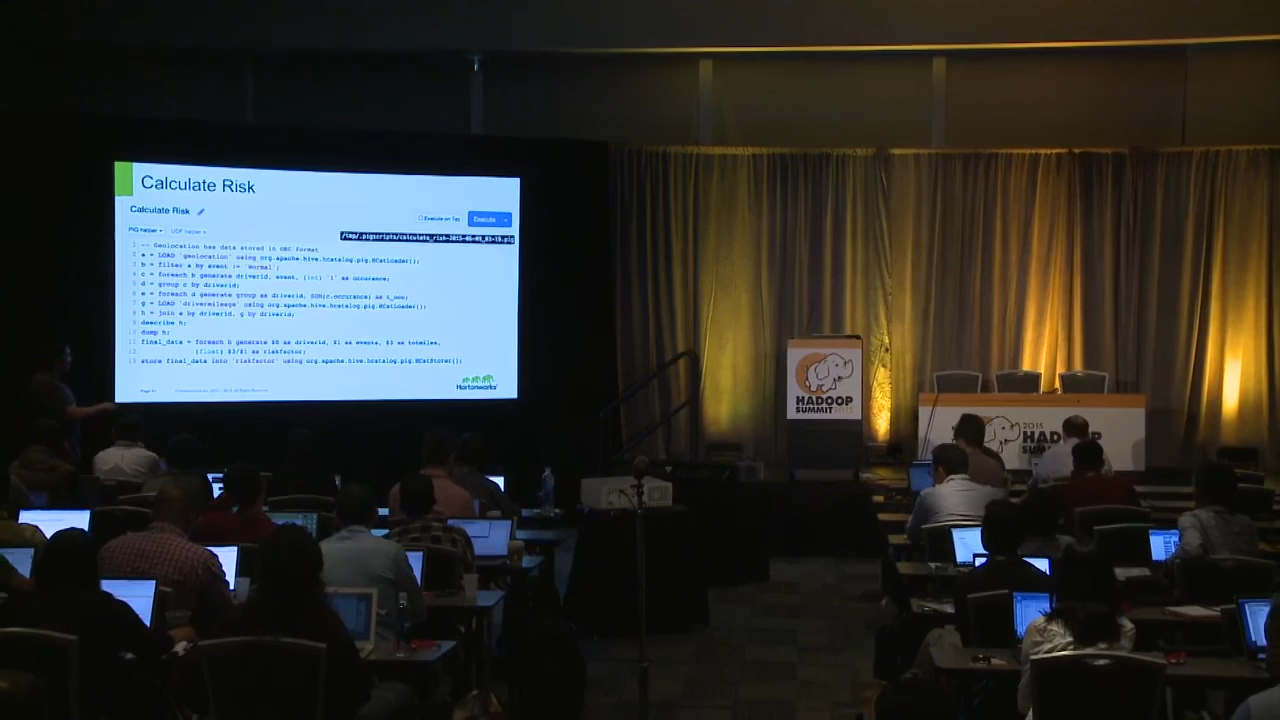 Calculate Risk
Calculate Risk
Execute on Tez
Execute
PIG helper
UDF helper
/tmp/.pigscripts/calculate_risk-2015-06-09_03-19.pig
1 -- Geolocation has data stored in ORC format
2 a = LOAD 'geolocation' using org.apache.hive.hcatalog.pig.HCatLoader();
3 b = filter a by event != 'Normal';
4 c = foreach b generate driverid, event, (int) '1' as occurance;
5 d = group c by driverid;
6 e = foreach d generate group as driverid, SUM(c.occurance) as t_occ;
7 g = LOAD 'drivermileage' using org.apache.hive.hcatalog.pig.HCatLoader();
8 h = join e by driverid, g by driverid;
9 describe h;
10 dump h;
11 final_data = foreach h generate $0 as driverid, $1 as events, $3 as totmiles,
12 (float) $3/$1 as riskfactor;
13 store final_data into 'riskfactor' using org.apache.hive.hcatalog.pig.HCatStorer();
Hortonworks
HADOOP
SUMMIT 2015
2015
HADOOP
SUM